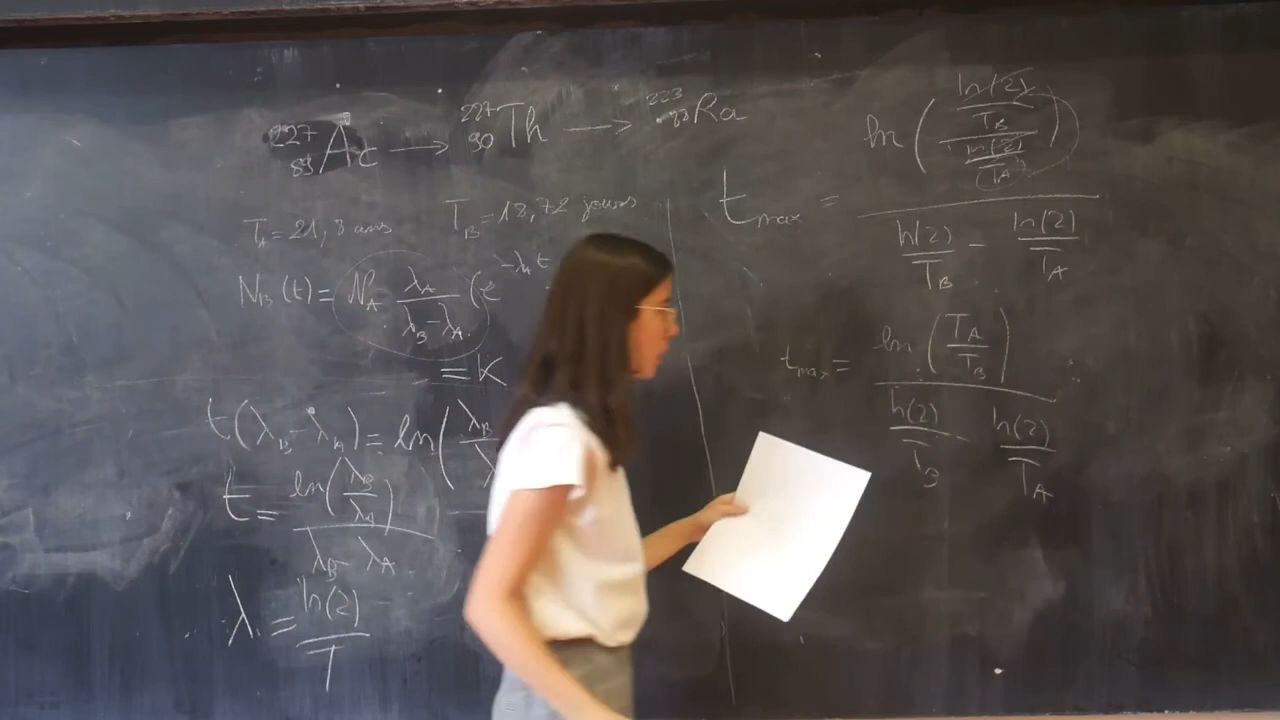 ²²⁷₈₉Ac → ²²⁷₉₀Th → ²²³₈₈Ra
T_A = 21,8 ans T_B = 18,72 jours
N_B(t) = N_A λ_A/(λ_B - λ_A) (e^(-λ_A t)
= K
t(λ_B - λ_A) = ln(λ_B/λ
t = ln(λ_B/λ_A)/(λ_B - λ_A)
λ = ln(2)/T
t_max = ln((ln(2)/T_B)/(ln(2)/T_A))/(ln(2)/T_B - ln(2)/T_A)
t_max = ln(T_A/T_B)/(ln(2)/T_B - ln(2)/T_A)